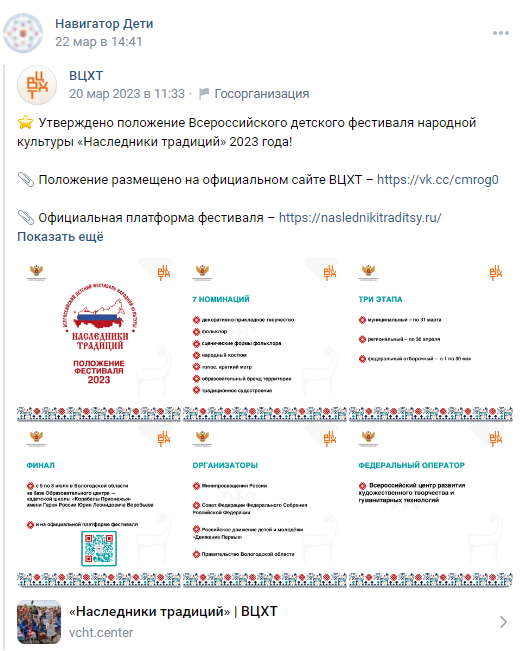 Навигатор Дети
22 мар в 14:41
ВЦХТ
20 мар 2023 в 11:33 · Госорганизация
Утверждено положение Всероссийского детского фестиваля народной
культуры «Наследники традиций» 2023 года!
Положение размещено на официальном сайте ВЦХТ – https://vk.cc/cmrog0
Официальная платформа фестиваля – https://naslednikitraditsy.ru/
Показать ещё
ВСЕРОССИЙСКИЙ ДЕТСКИЙ ФЕСТИВАЛЬ НАРОДНОЙ КУЛЬТУРЫ
НАСЛЕДНИКИ
ТРАДИЦИЙ
ПОЛОЖЕНИЕ
ФЕСТИВАЛЯ
2023
7 НОМИНАЦИЙ
декоративно-прикладное творчество
фольклор
сценические формы фольклора
народный костюм
топос. краткий метр
образовательный бренд территории
традиционное судостроение
ТРИ ЭТАПА
муниципальный – по 31 марта
региональный – по 30 апреля
федеральный отборочный – с 1 по 30 мая
ФИНАЛ
с 5 по 8 июля в Вологодской области
на базе Образовательного центра —
кадетской школы «Корабелы Прионежья»
имени Героя России Юрия Леонидовича Воробьева
и на официальной платформе фестиваля
ОРГАНИЗАТОРЫ
Минпросвещения России
Совет Федерации Федерального Собрания
Российской Федерации
Российское движение детей и молодёжи
«Движение Первых»
Правительство Вологодской области
ФЕДЕРАЛЬНЫЙ ОПЕРАТОР
Всероссийский центр развития
художественного творчества и
гуманитарных технологий
«Наследники традиций» | ВЦХТ
vcht.center